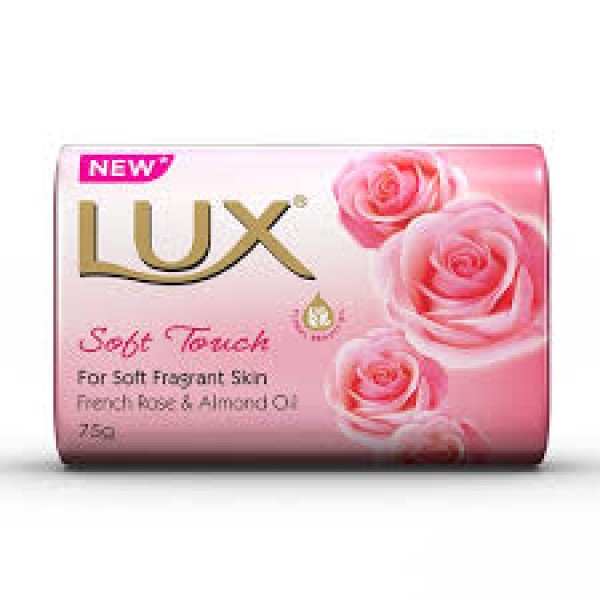 NEW*
LUX®
Soft Touch
For Soft Fragrant Skin
French Rose & Almond Oil
75g